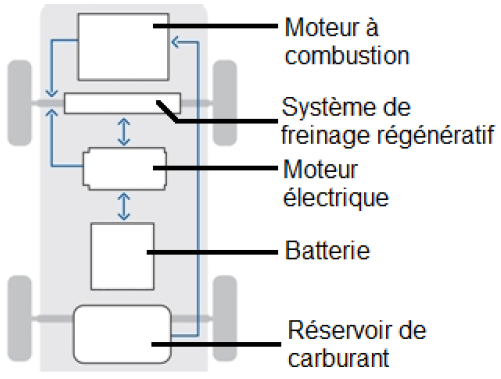 Moteur à
combustion
Système de
freinage régénératif
Moteur
électrique
Batterie
Réservoir de
carburant